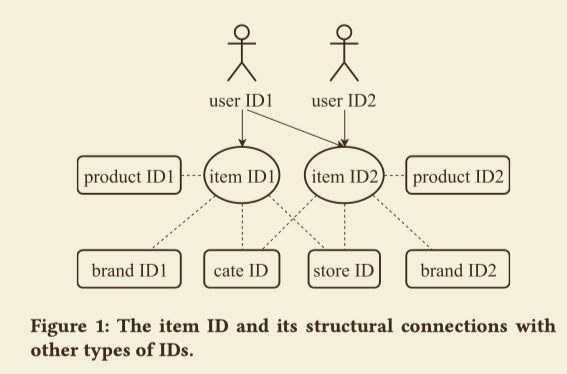 user ID1 user ID2
product ID1 item ID1 item ID2 product ID2
brand ID1 cate ID store ID brand ID2
Figure 1: The item ID and its structural connections with
other types of IDs.